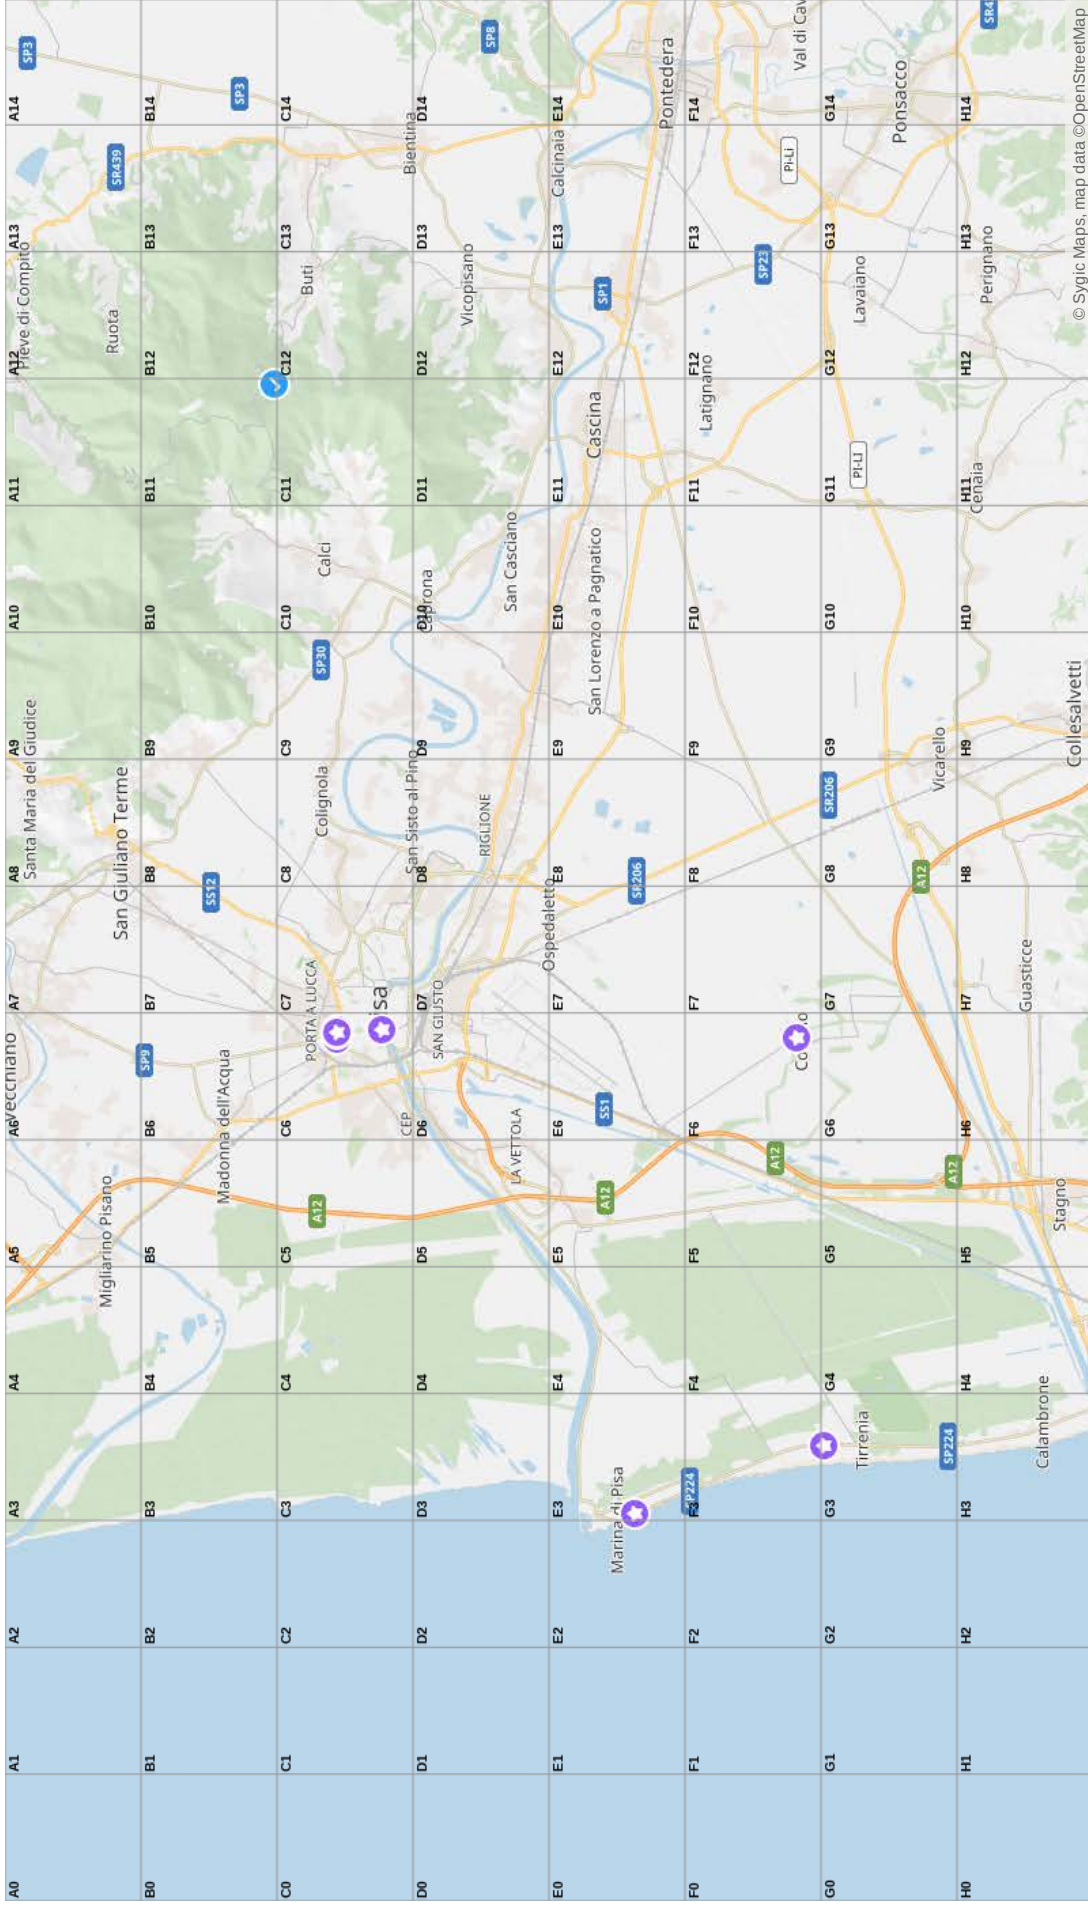 A0
A1
A2
A3
A4
A5
A6
A7
A8
A9
A10
A11
A12
A13
A14
Vecchiano
Santa Maria del Giudice
Pieve di Compito
SP3
Migliarino Pisano
San Giuliano Terme
Ruota
SR439
B0
B1
B2
B3
B4
B5
B6
B7
B8
B9
B10
B11
B12
B13
B14
SP9
Madonna dell'Acqua
SS12
SP3
C0
C1
C2
C3
C4
C5
C6
C7
C8
C9
C10
C11
C12
C13
C14
A12
PORTA A LUCCA
Colignola
SP30
Calci
Buti
isa
CEP
San Sisto al Pino
Caprona
Bientina
D0
D1
D2
D3
D4
D5
D6
D7
D8
D9
D10
D11
D12
D13
D14
SAN GIUSTO
RIGLIONE
Vicopisano
SP8
LA VETTOLA
San Casciano
Ospedaletto
Calcinaia
E0
E1
E2
E3
E4
E5
E6
E7
E8
E9
E10
E11
E12
E13
E14
Marina di Pisa
A12
SS1
SR206
San Lorenzo a Pagnatico
Cascina
SP1
Pontedera
F0
F1
F2
F3
F4
F5
F6
F7
F8
F9
F10
F11
F12
F13
F14
SP224
Latignano
A12
SP23
Pi-Li
Val di Cav
G0
G1
G2
G3
G4
G5
G6
G7
G8
G9
G10
G11
G12
G13
G14
SR206
Tirrenia
PI-LI
Lavaiano
Ponsacco
SP224
A12
A12
Vicarello
H0
H1
H2
H3
H4
H5
H6
H7
H8
H9
H10
H11
H12
H13
H14
Cenaia
Perignano
SR4
Calambrone
Stagno
Guasticce
Collesalvetti
© Sygic Maps, map data ©OpenStreetMap